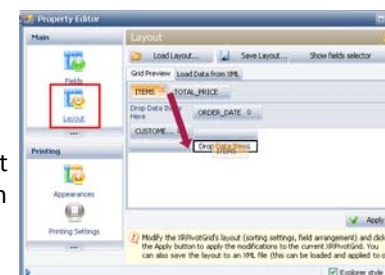 Property Editor
Main
Fields
Layout
Printing
Appearances
Printing Settings
Layout
Load Layout...
Save Layout...
Show fields selector
Grid Preview
Load Data from XML
ITEMS
TOTAL_PRICE
Drop Data Items Here
ORDER_DATE
CUSTOME...
Drop Data Items
ITEMS
Apply
Modify the XRPivotGrid's layout (sorting settings, field arrangement) and click
the Apply button to apply the modifications to the current XRPivotGrid. You
can also save the layout to an XML file (this can be loaded and applied to
Explorer style